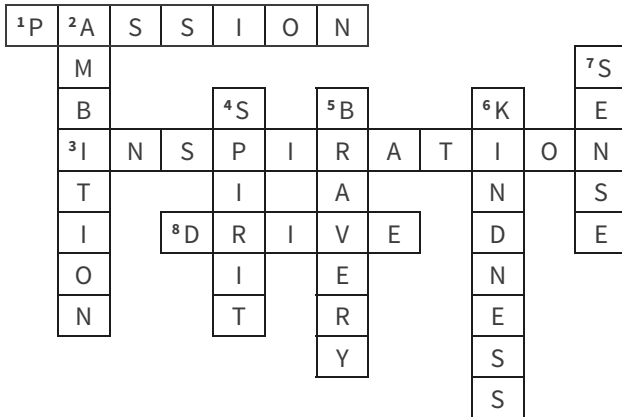 1P 2A S S I O N
M 7S
B 4S 5B 6K E
3I N S P I R A T I O N
T I A N S
I 8D R I V E D E
O I E N
N T R E
Y S
S